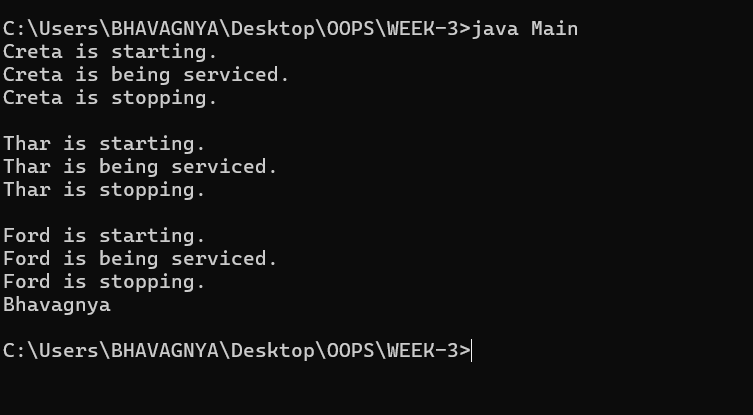 C:\Users\BHAVAGNYA\Desktop\OOPS\WEEK-3>java Main
Creta is starting.
Creta is being serviced.
Creta is stopping.
Thar is starting.
Thar is being serviced.
Thar is stopping.
Ford is starting.
Ford is being serviced.
Ford is stopping.
Bhavagnya
C:\Users\BHAVAGNYA\Desktop\OOPS\WEEK-3>